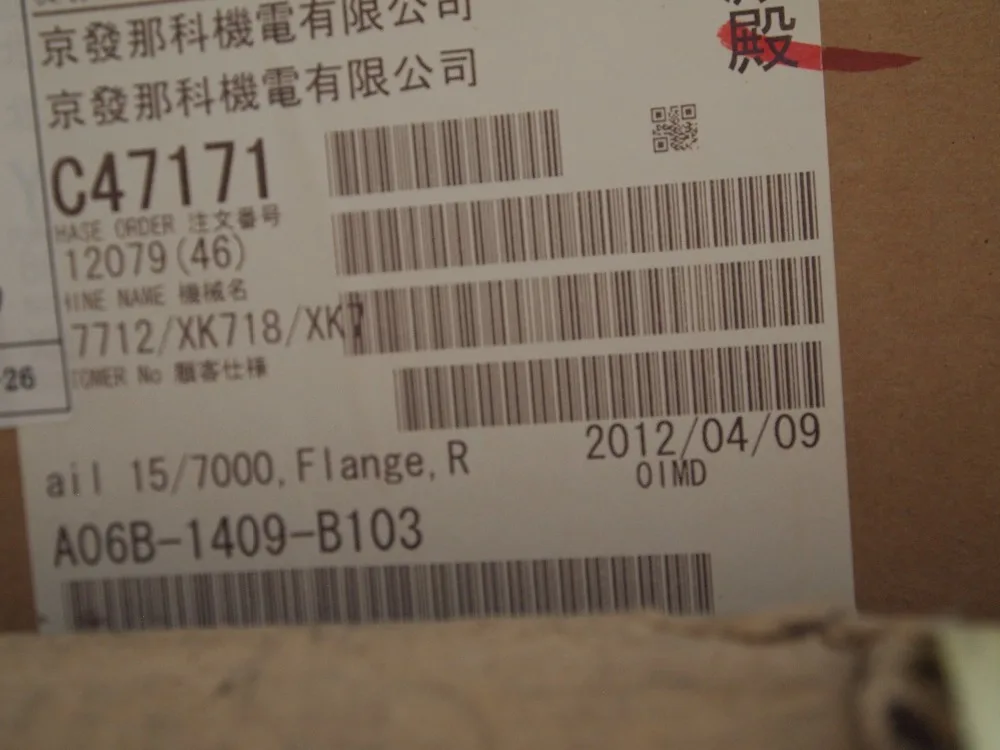 京發那科機電有限公司
殿
京發那科機電有限公司
C47171
HASE ORDER 注文番号
12079(46)
HINE NAME 機械名
7712/XK718/XK7
TOMER No 顧客仕様
-26
2012/04/09
ail 15/7000,Flange,R
OIMD
A06B-1409-B103